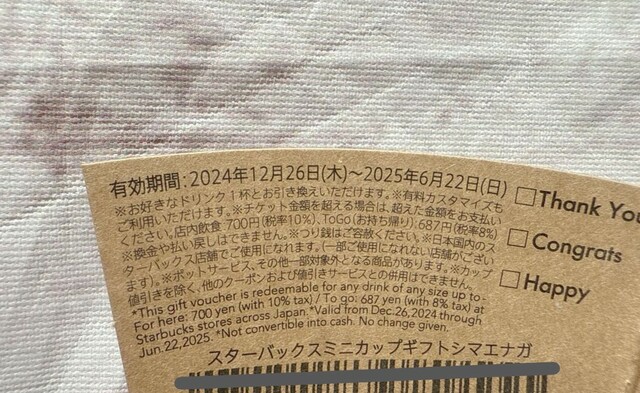 有効期間:2024年12月26日(木)～2025年6月22日(日)
※お好きなドリンク1杯とお引き換えいただけます。※有料カスタマイズも
ご利用いただけます。※チケット金額を超える場合は、超えた金額をお支払い
ください。店内飲食:700円(税率10%)、ToGo(お持ち帰り):687円(税率8%)
※換金や払い戻しはできません。※つり銭はご容赦ください。※日本国内のス
ターバックス店舗でご使用になれます。(一部ご使用になれない店舗がござい
ます)。※ポットサービス、その他一部対象外となる商品があります。※カップ
値引きを除く、他のクーポンおよび値引きサービスとの併用はできません。
*This gift voucher is redeemable for any drink of any size up to-
For here: 700 yen (with 10% tax) / To go: 687 yen (with 8% tax) at
Starbucks stores across Japan.*Valid from Dec.26,2024 through
Jun.22,2025 *Not convertible into cash. No change given.
スターバックスミニカップギフトシマエナガ
Thank You
Congrats
Happy